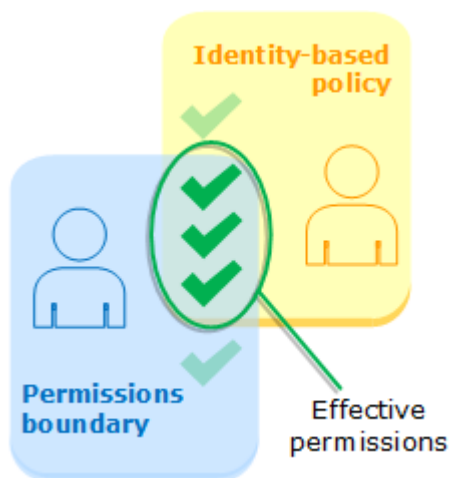 Identity-based
policy
Permissions
boundary
Effective
permissions